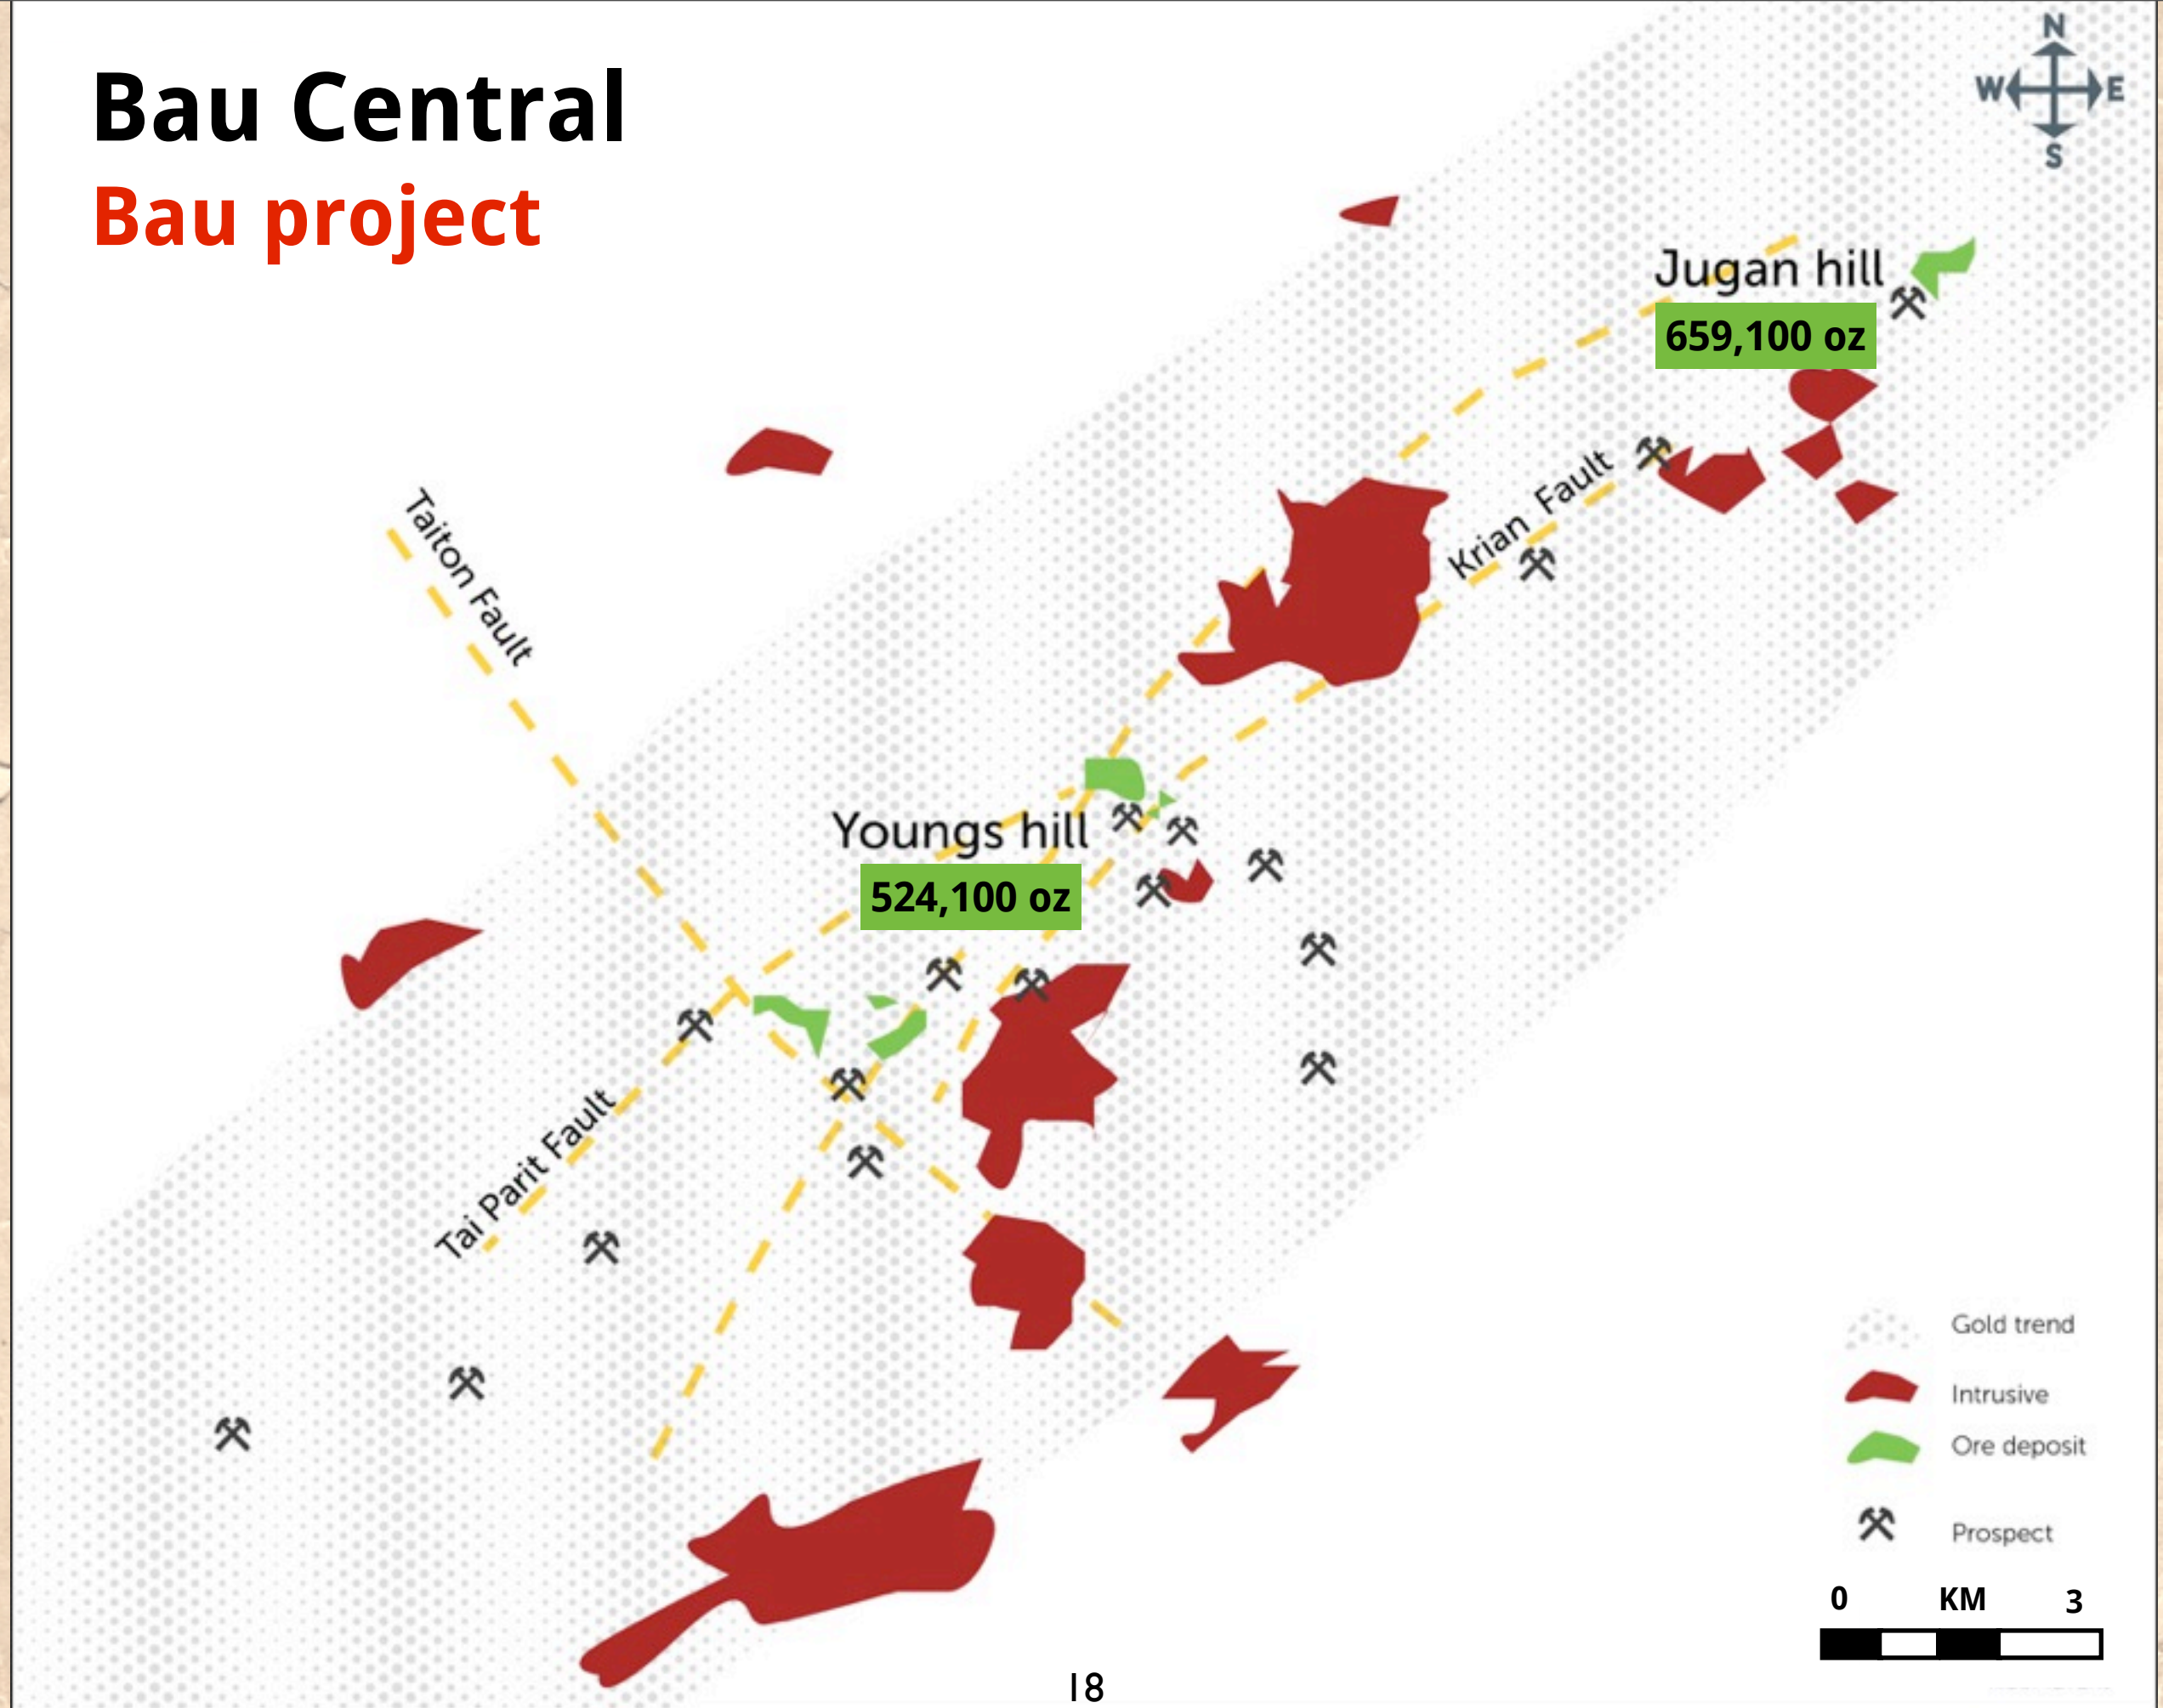 Bau Central
Bau project
N
W E
S
Jugan hill
659,100 oz
Taiton Fault
Krian Fault
Youngs hill
524,100 oz
Tai Parit Fault
Gold trend
Intrusive
Ore deposit
Prospect
0 KM 3
18